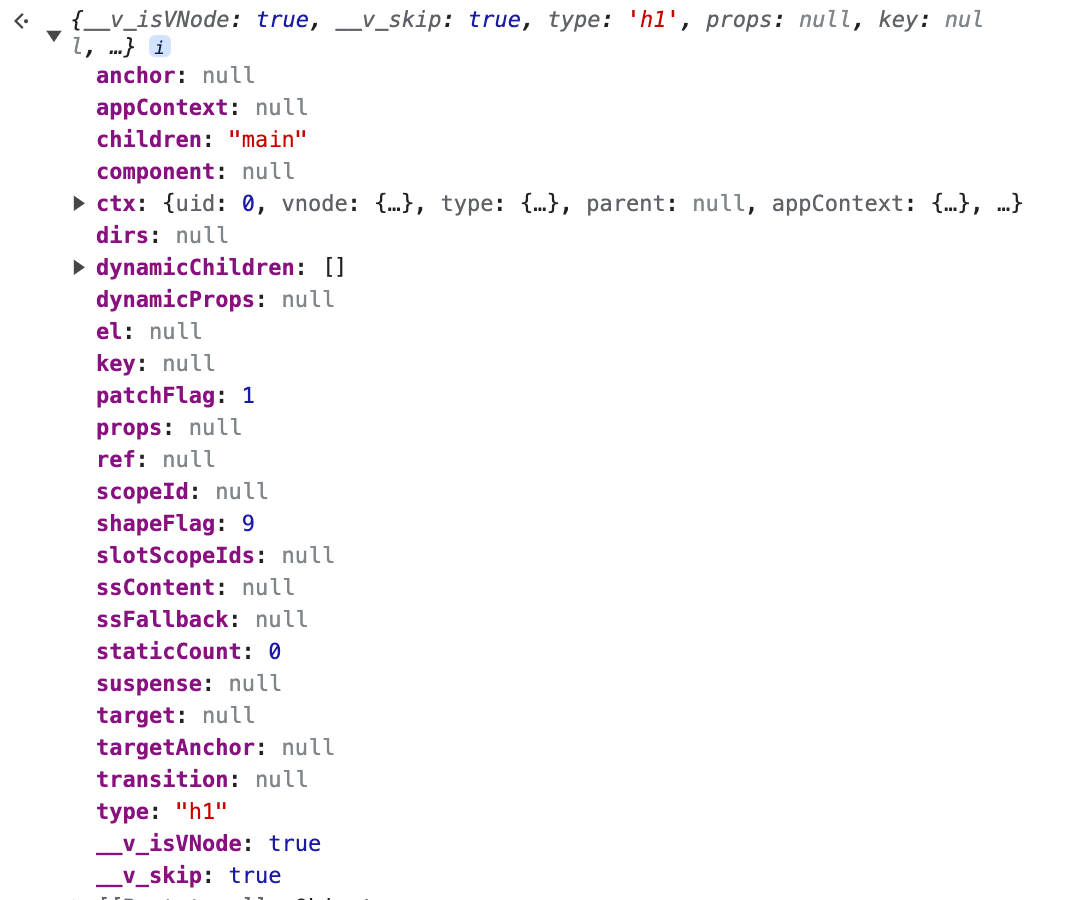 {__v_isVNode: true, __v_skip: true, type: 'h1', props: null, key: nul
l, …} i
anchor: null
appContext: null
children: "main"
component: null
ctx: {uid: 0, vnode: {…}, type: {…}, parent: null, appContext: {…}, …}
dirs: null
dynamicChildren: []
dynamicProps: null
el: null
key: null
patchFlag: 1
props: null
ref: null
scopeId: null
shapeFlag: 9
slotScopeIds: null
ssContent: null
ssFallback: null
staticCount: 0
suspense: null
target: null
targetAnchor: null
transition: null
type: "h1"
__v_isVNode: true
__v_skip: true